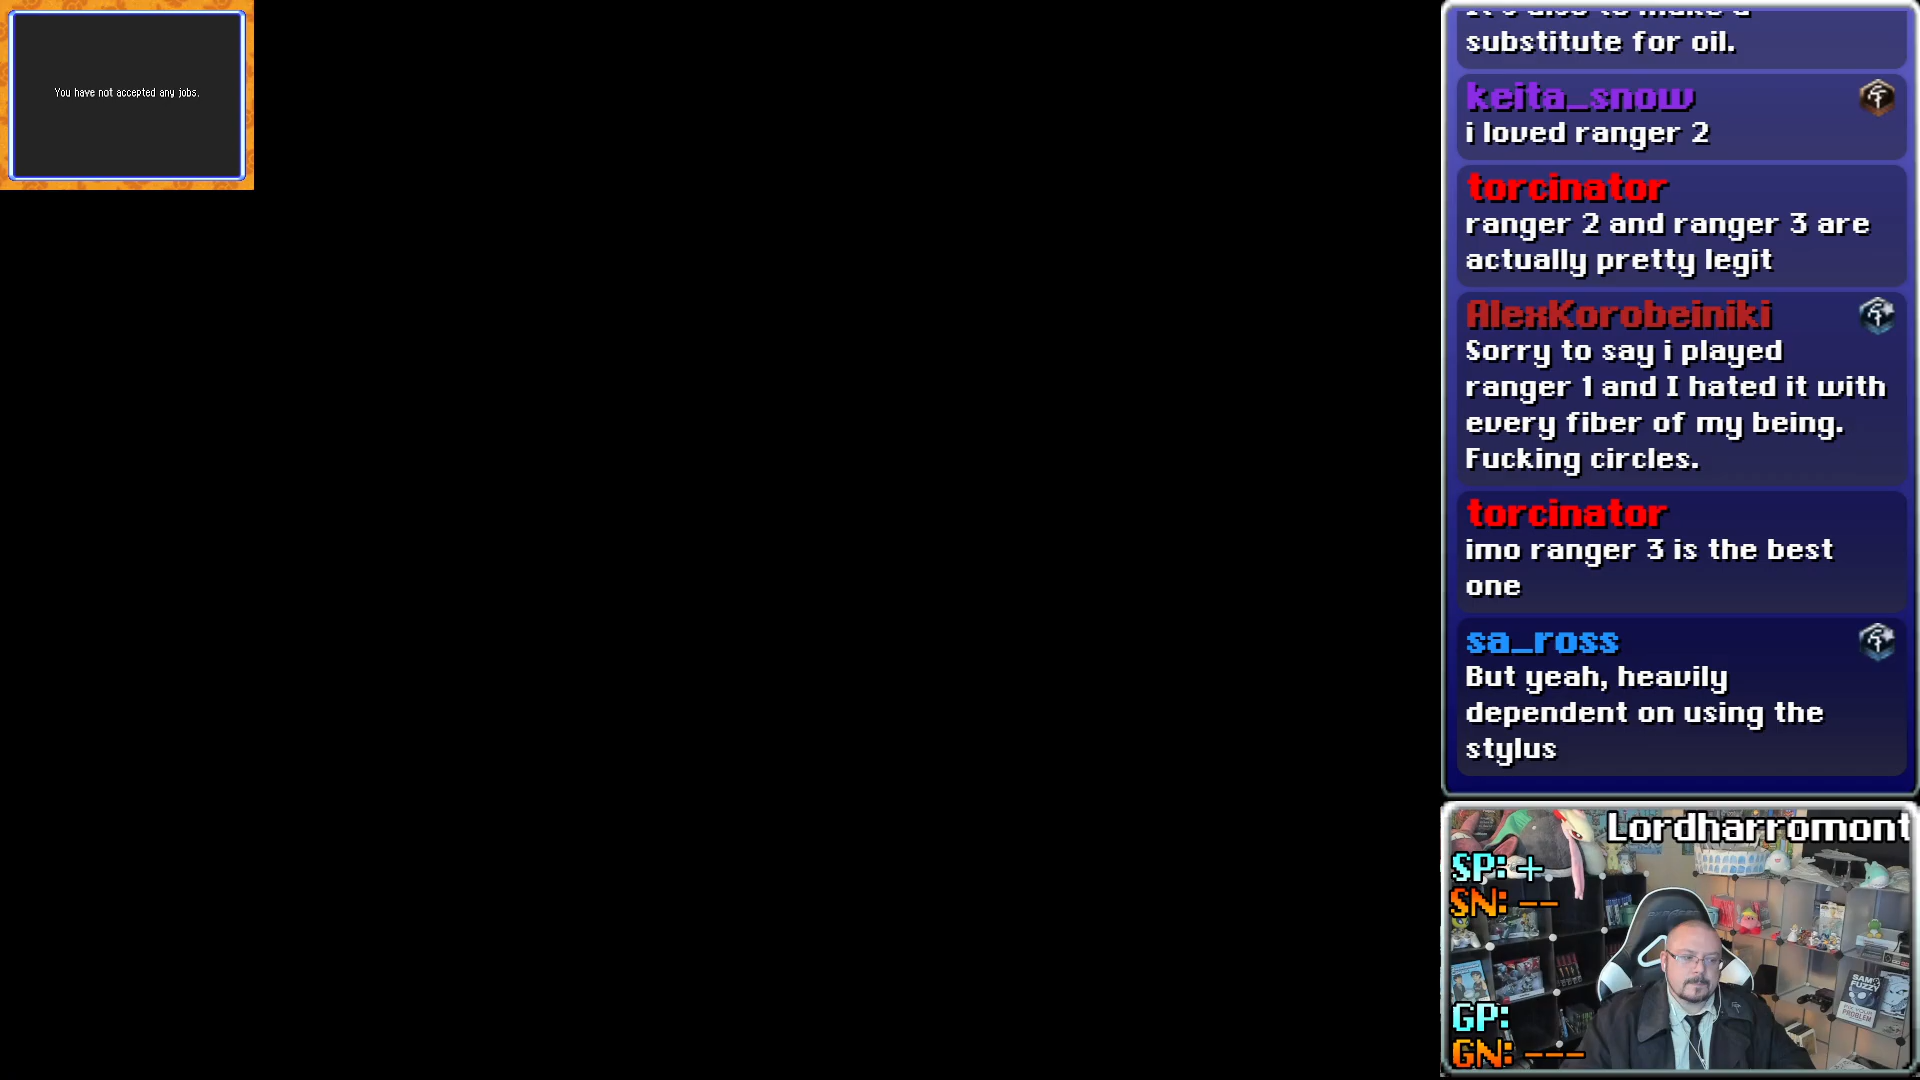 You have not accepted any jobs.
substitute for oil.
keita_snow
i loved ranger 2
torcinator
ranger 2 and ranger 3 are
actually pretty legit
AlexKorobeiniki
Sorry to say i played
ranger 1 and I hated it with
every fiber of my being.
Fucking circles.
torcinator
imo ranger 3 is the best
one
sa_ross
But yeah, heavily
dependent on using the
stylus
Lordharromont
SP: +
SN: --
GP:
GN: ---
SAM
FUZZY
PROBLEM